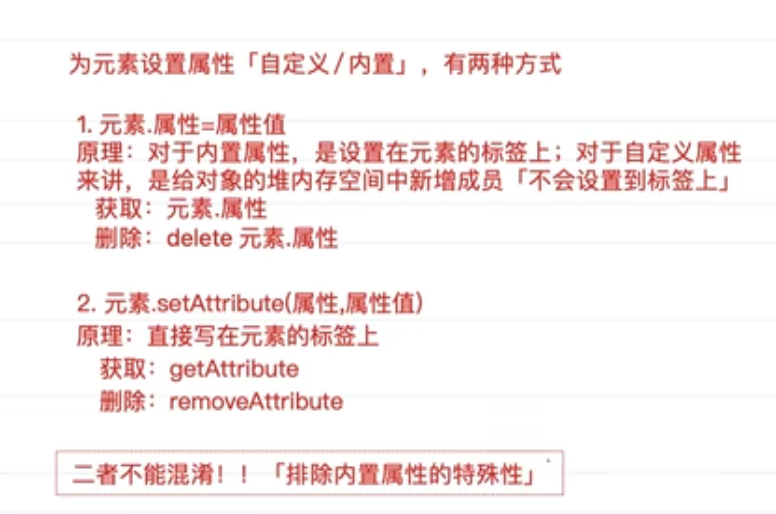 为元素设置属性「自定义/内置」，有两种方式
1. 元素.属性=属性值
原理：对于内置属性，是设置在元素的标签上；对于自定义属性
来讲，是给对象的堆内存空间中新增成员「不会设置到标签上」
获取：元素.属性
删除：delete 元素.属性
2. 元素.setAttribute(属性,属性值)
原理：直接写在元素的标签上
获取：getAttribute
删除：removeAttribute
二者不能混淆！！「排除内置属性的特殊性」